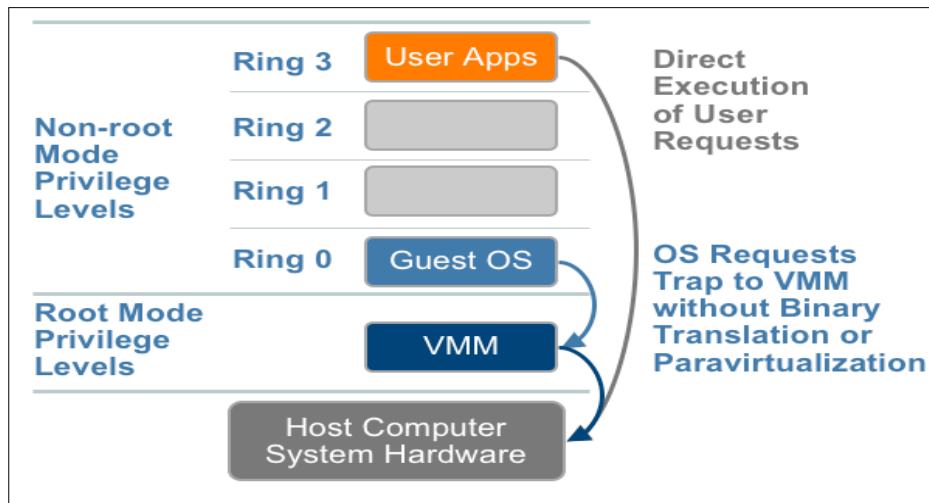 Ring 3
User Apps
Direct
Execution
of User
Requests
Non-root
Mode
Privilege
Levels
Ring 2
Ring 1
Ring 0
Guest OS
OS Requests
Trap to VMM
without Binary
Translation or
Paravirtualization
Root Mode
Privilege
Levels
VMM
Host Computer
System Hardware